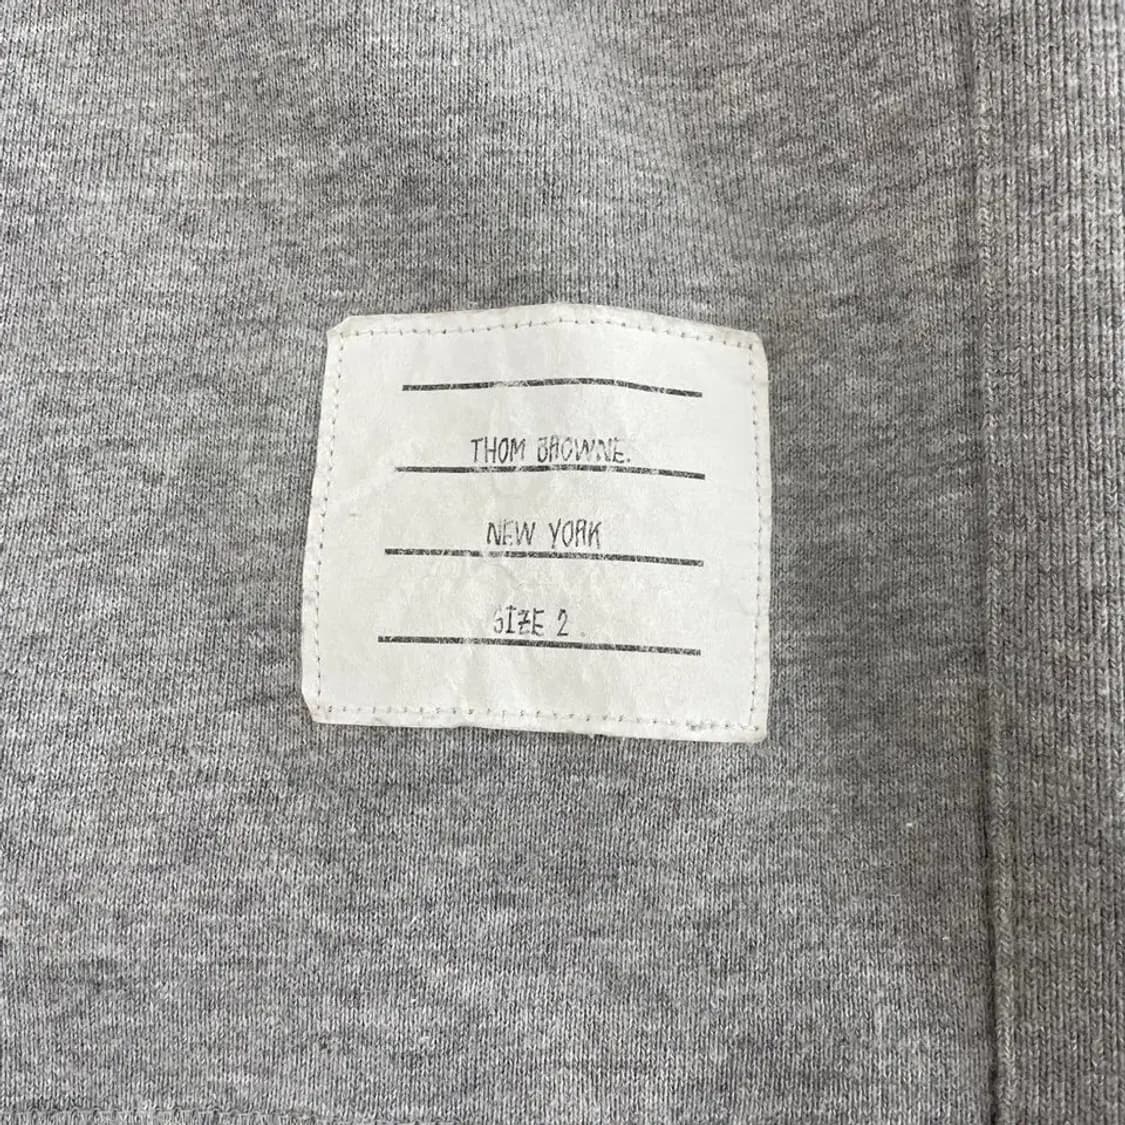 THOM BROWNE.
NEW YORK
SIZE 2.